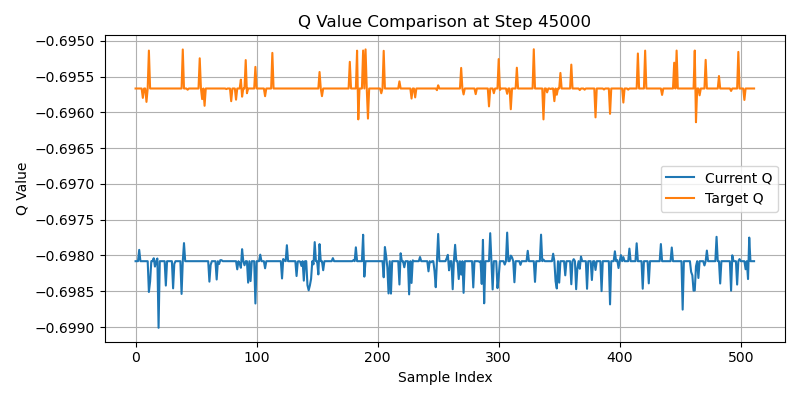 Q Value Comparison at Step 45000
Q Value
−0.6950
−0.6955
−0.6960
−0.6965
−0.6970
−0.6975
−0.6980
−0.6985
−0.6990
Current Q
Target Q
0 100 200 300 400 500
Sample Index